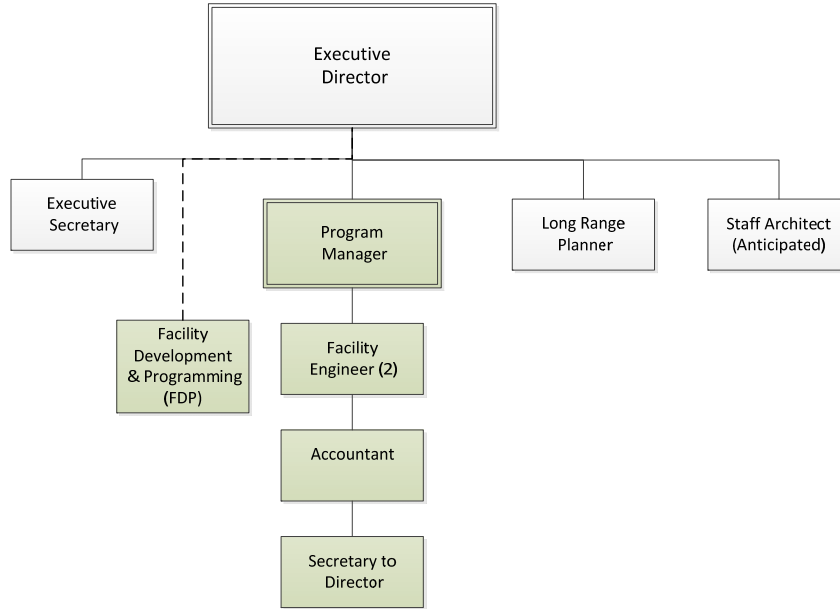 Executive
Director
Executive
Secretary
Program
Manager
Long Range
Planner
Staff Architect
(Anticipated)
Facility
Development
& Programming
(FDP)
Facility
Engineer (2)
Accountant
Secretary to
Director